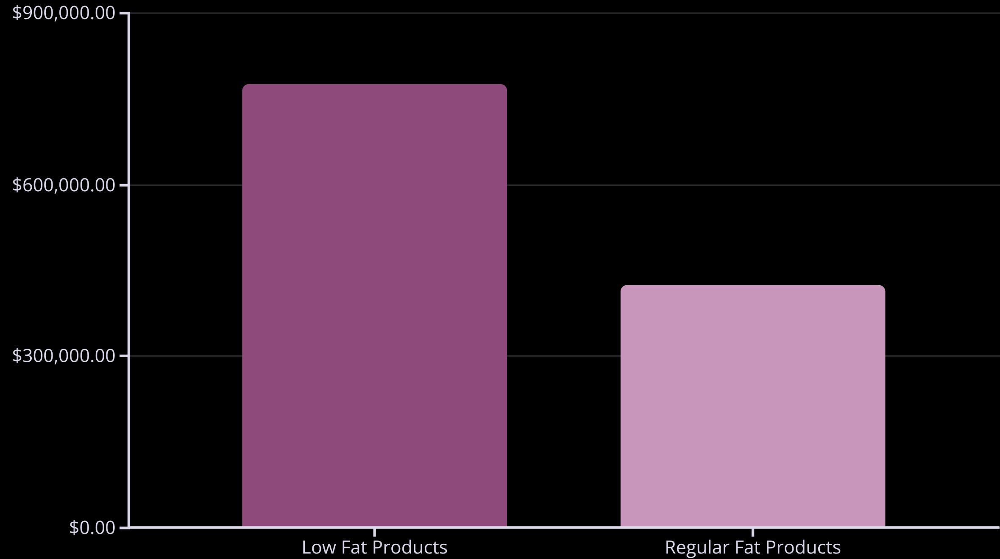 $900,000.00
$600,000.00
$300,000.00
$0.00
Low Fat Products
Regular Fat Products